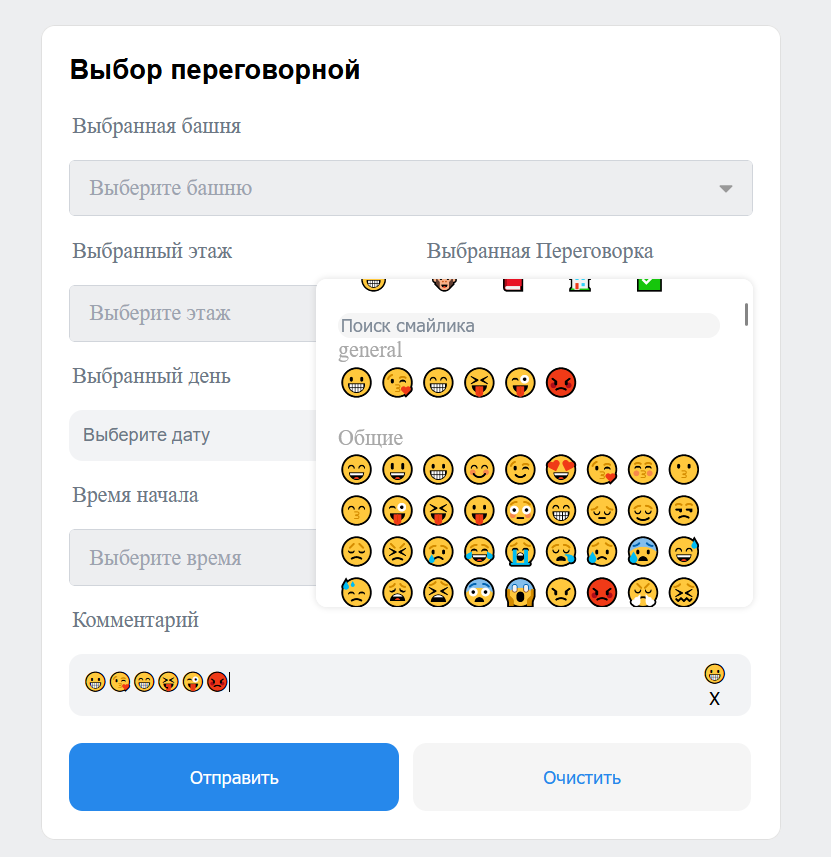 Выбор переговорной
Выбранная башня
Выберите башню
Выбранный этаж
Выбранная Переговорка
Выберите этаж
Поиск смайлика
general
Выбранный день
Выберите дату
Общие
Время начала
Выберите время
Комментарий
😀😘😁😝😜😡
X
Отправить
Очистить